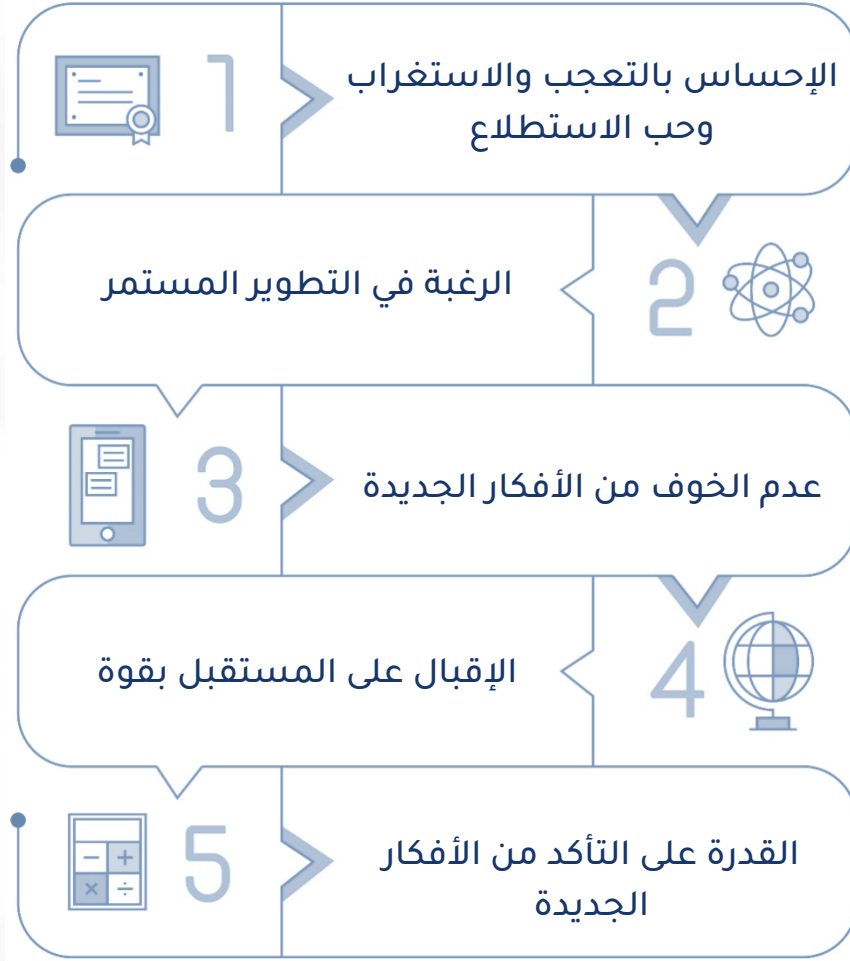 1
الإحساس بالتعجب والاستغراب
وحب الاستطلاع
2
الرغبة في التطوير المستمر
3
عدم الخوف من الأفكار الجديدة
4
الإقبال على المستقبل بقوة
5
القدرة على التأكد من الأفكار
الجديدة
− +
× ÷